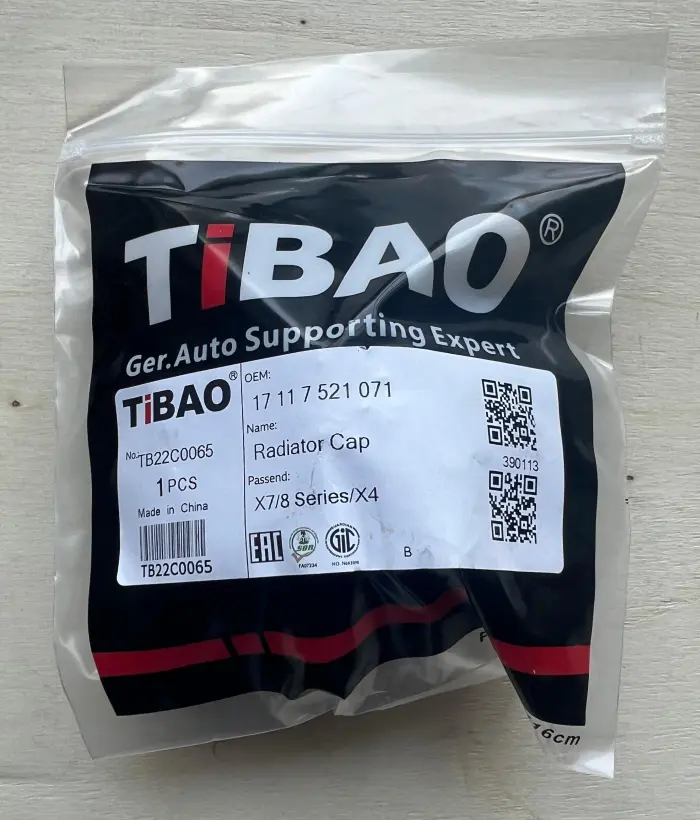 TiBAO®
Ger.Auto Supporting Expert
TiBAO®
No.TB22C0065
1PCS
Made in China
TB22C0065
OEM:
17 11 7 521 071
Name:
Radiator Cap
Passend:
X7/8 Series/X4
390113
EAC
GIC
B
16cm